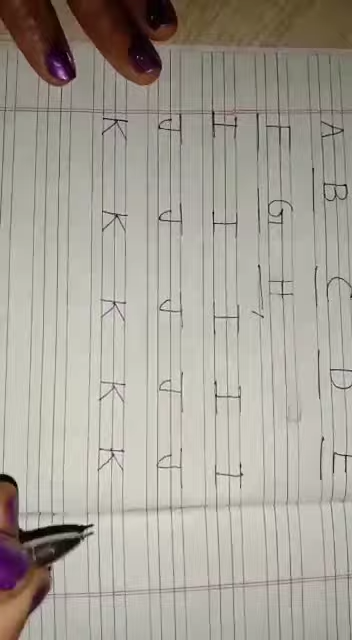 A B C D E
F G H
I I I I I
J J J J J
K K K K K